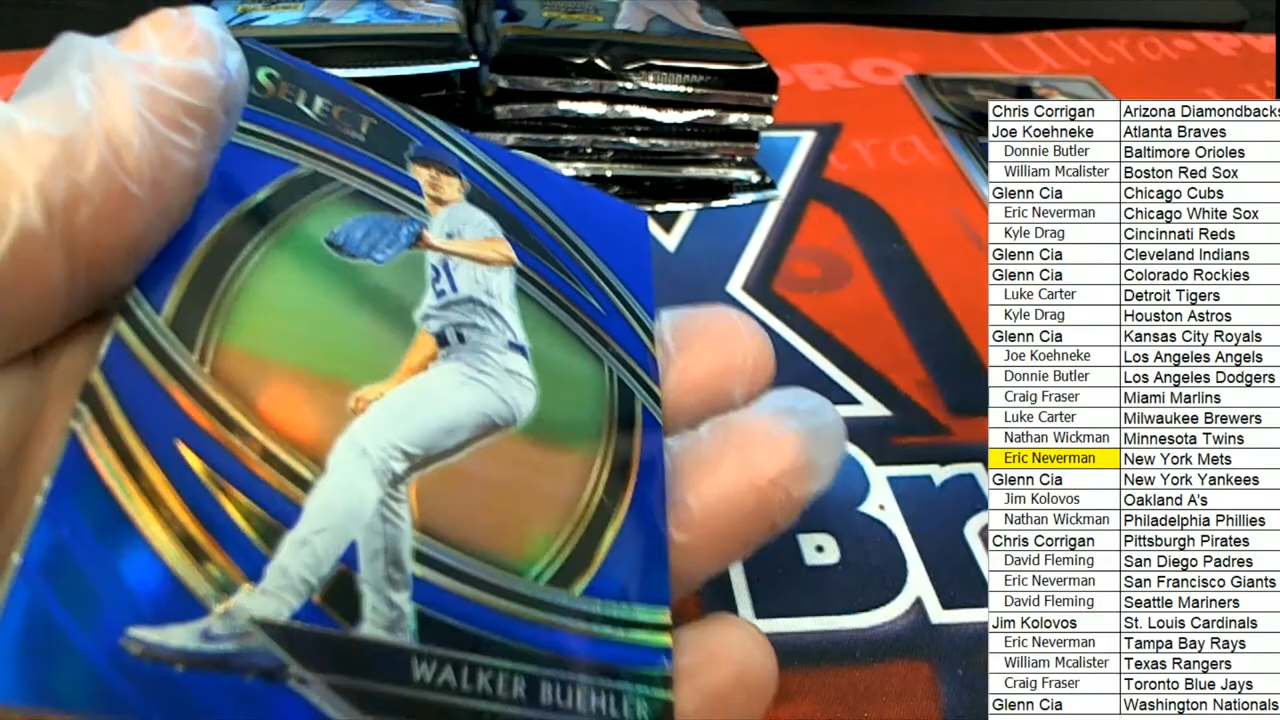 SELECT
21
WALKER BUEHLER
Ultra•P
PRO
Br
Chris Corrigan Arizona Diamondbacks
Joe Koehneke Atlanta Braves
Donnie Butler Baltimore Orioles
William Mcalister Boston Red Sox
Glenn Cia Chicago Cubs
Eric Neverman Chicago White Sox
Kyle Drag Cincinnati Reds
Glenn Cia Cleveland Indians
Glenn Cia Colorado Rockies
Luke Carter Detroit Tigers
Kyle Drag Houston Astros
Glenn Cia Kansas City Royals
Joe Koehneke Los Angeles Angels
Donnie Butler Los Angeles Dodgers
Craig Fraser Miami Marlins
Luke Carter Milwaukee Brewers
Nathan Wickman Minnesota Twins
Eric Neverman New York Mets
Glenn Cia New York Yankees
Jim Kolovos Oakland A's
Nathan Wickman Philadelphia Phillies
Chris Corrigan Pittsburgh Pirates
David Fleming San Diego Padres
Eric Neverman San Francisco Giants
David Fleming Seattle Mariners
Jim Kolovos St. Louis Cardinals
Eric Neverman Tampa Bay Rays
William Mcalister Texas Rangers
Craig Fraser Toronto Blue Jays
Glenn Cia Washington Nationals